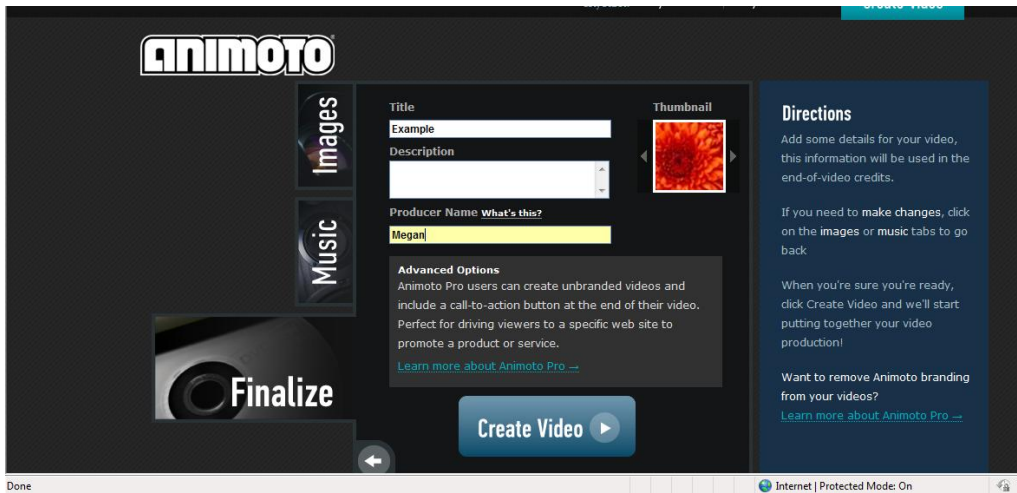 Create Video
ANIMOTO
Images
Music
Finalize
Title
Thumbnail
Example
Description
Producer Name What's this?
Megan
Advanced Options
Animoto Pro users can create unbranded videos and
include a call-to-action button at the end of their video.
Perfect for driving viewers to a specific web site to
promote a product or service.
Learn more about Animoto Pro →
Create Video
Directions
Add some details for your video,
this information will be used in the
end-of-video credits.
If you need to make changes, click
on the images or music tabs to go
back
When you're sure you're ready,
click Create Video and we'll start
putting together your video
production!
Want to remove Animoto branding
from your videos?
Learn more about Animoto Pro →
Done
Internet | Protected Mode: On